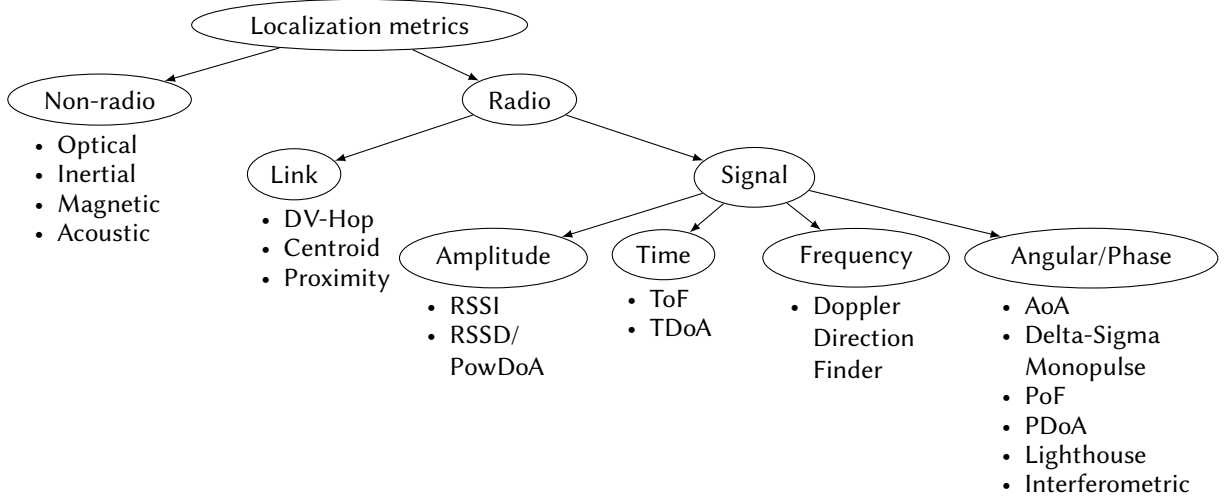 Localization metrics
Non-radio
• Optical
• Inertial
• Magnetic
• Acoustic
Radio
Link
• DV-Hop
• Centroid
• Proximity
Signal
Amplitude
• RSSI
• RSSD/
PowDoA
Time
• ToF
• TDoA
Frequency
• Doppler
Direction
Finder
Angular/Phase
• AoA
• Delta-Sigma
Monopulse
• PoF
• PDoA
• Lighthouse
• Interferometric